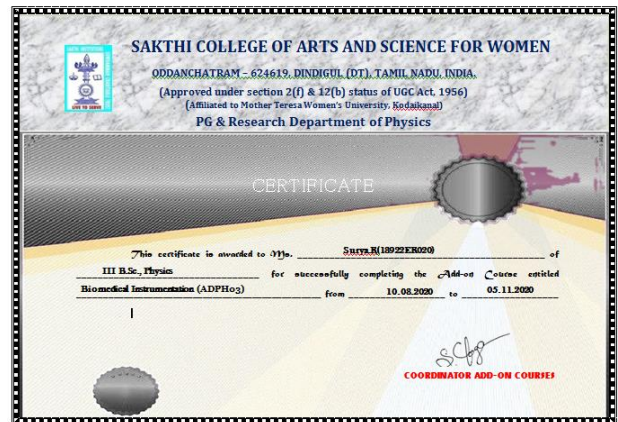 SAKTHI COLLEGE OF ARTS AND SCIENCE FOR WOMEN
ODDANCHATRAM – 624619, DINDIGUL (DT), TAMIL NADU, INDIA.
(Approved under section 2(f) & 12(b) status of UGC Act, 1956)
(Affiliated to Mother Teresa Women's University, Kodaikanal)
PG & Research Department of Physics
CERTIFICATE
This certificate is awarded to Ms. Surya.R(18922ER020) of
III B.Sc., Physics for successfully completing the Add-on Course entitled
Biomedical Instrumentation (ADPH03) from 10.08.2020 to 05.11.2020
COORDINATOR ADD-ON COURSES